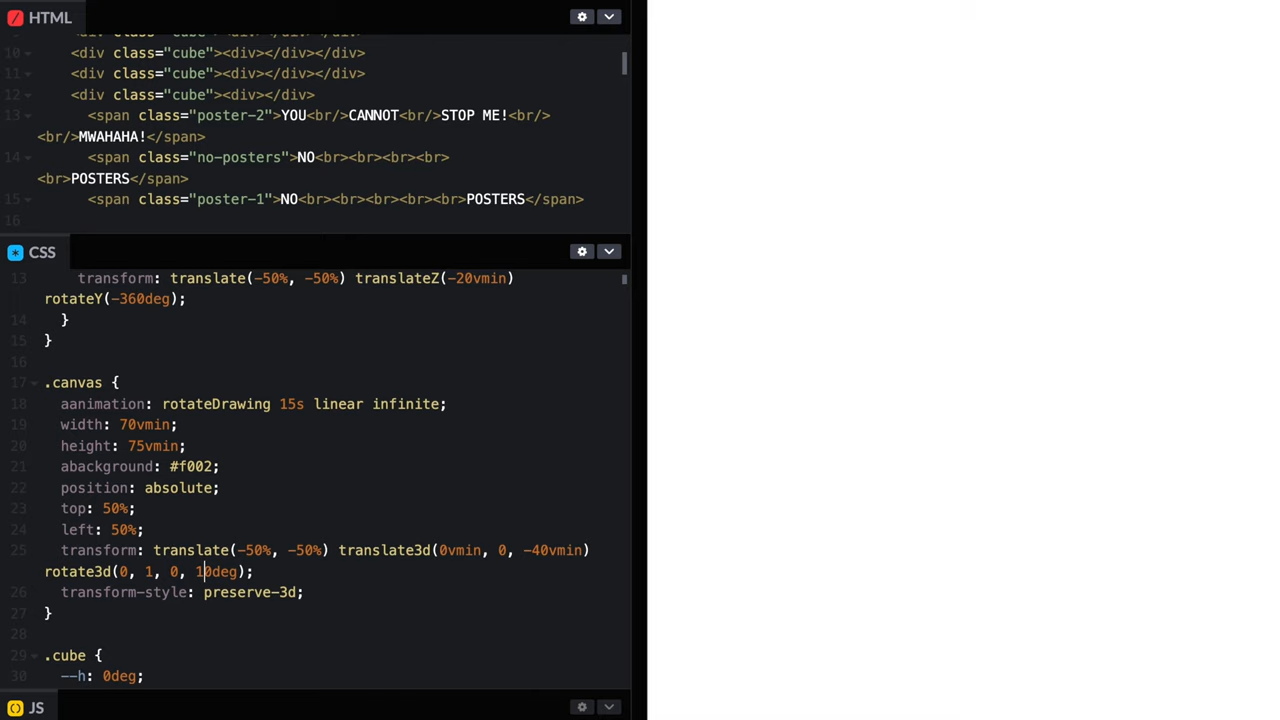 HTML
<div class="cube"><div></div></div>
10 <div class="cube"><div></div></div>
11 <div class="cube"><div></div></div>
12 <div class="cube"><div></div>
13 <span class="poster-2">YOU<br/>CANNOT<br/>STOP ME!<br/>
<br/>MWAHAHA!</span>
14 <span class="no-posters">NO<br><br><br><br>
<br>POSTERS</span>
15 <span class="poster-1">NO<br><br><br><br><br>POSTERS</span>
16
CSS
13 transform: translate(-50%, -50%) translateZ(-20vmin)
rotateY(-360deg);
14 }
15 }
16
17 .canvas {
18 aanimation: rotateDrawing 15s linear infinite;
19 width: 70vmin;
20 height: 75vmin;
21 abackground: #f002;
22 position: absolute;
23 top: 50%;
24 left: 50%;
25 transform: translate(-50%, -50%) translate3d(0vmin, 0, -40vmin)
rotate3d(0, 1, 0, 10deg);
26 transform-style: preserve-3d;
27 }
28
29 .cube {
30 --h: 0deg;
JS